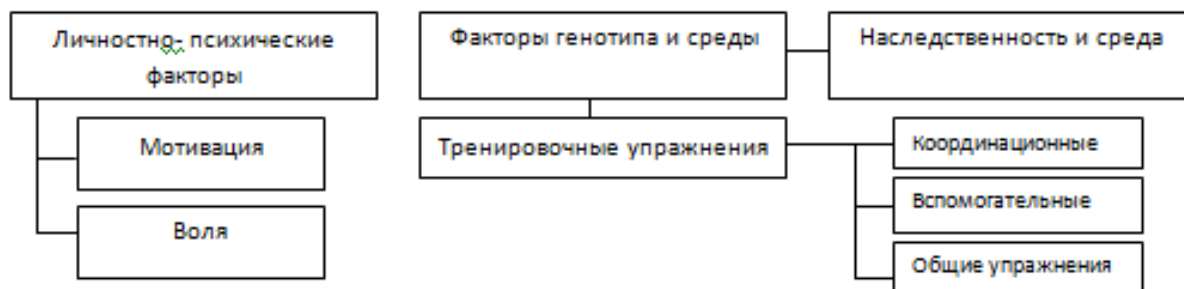 Личностно- психические
факторы
Мотивация
Воля
Факторы генотипа и среды
Наследственность и среда
Тренировочные упражнения
Координационные
Вспомогательные
Общие упражнения